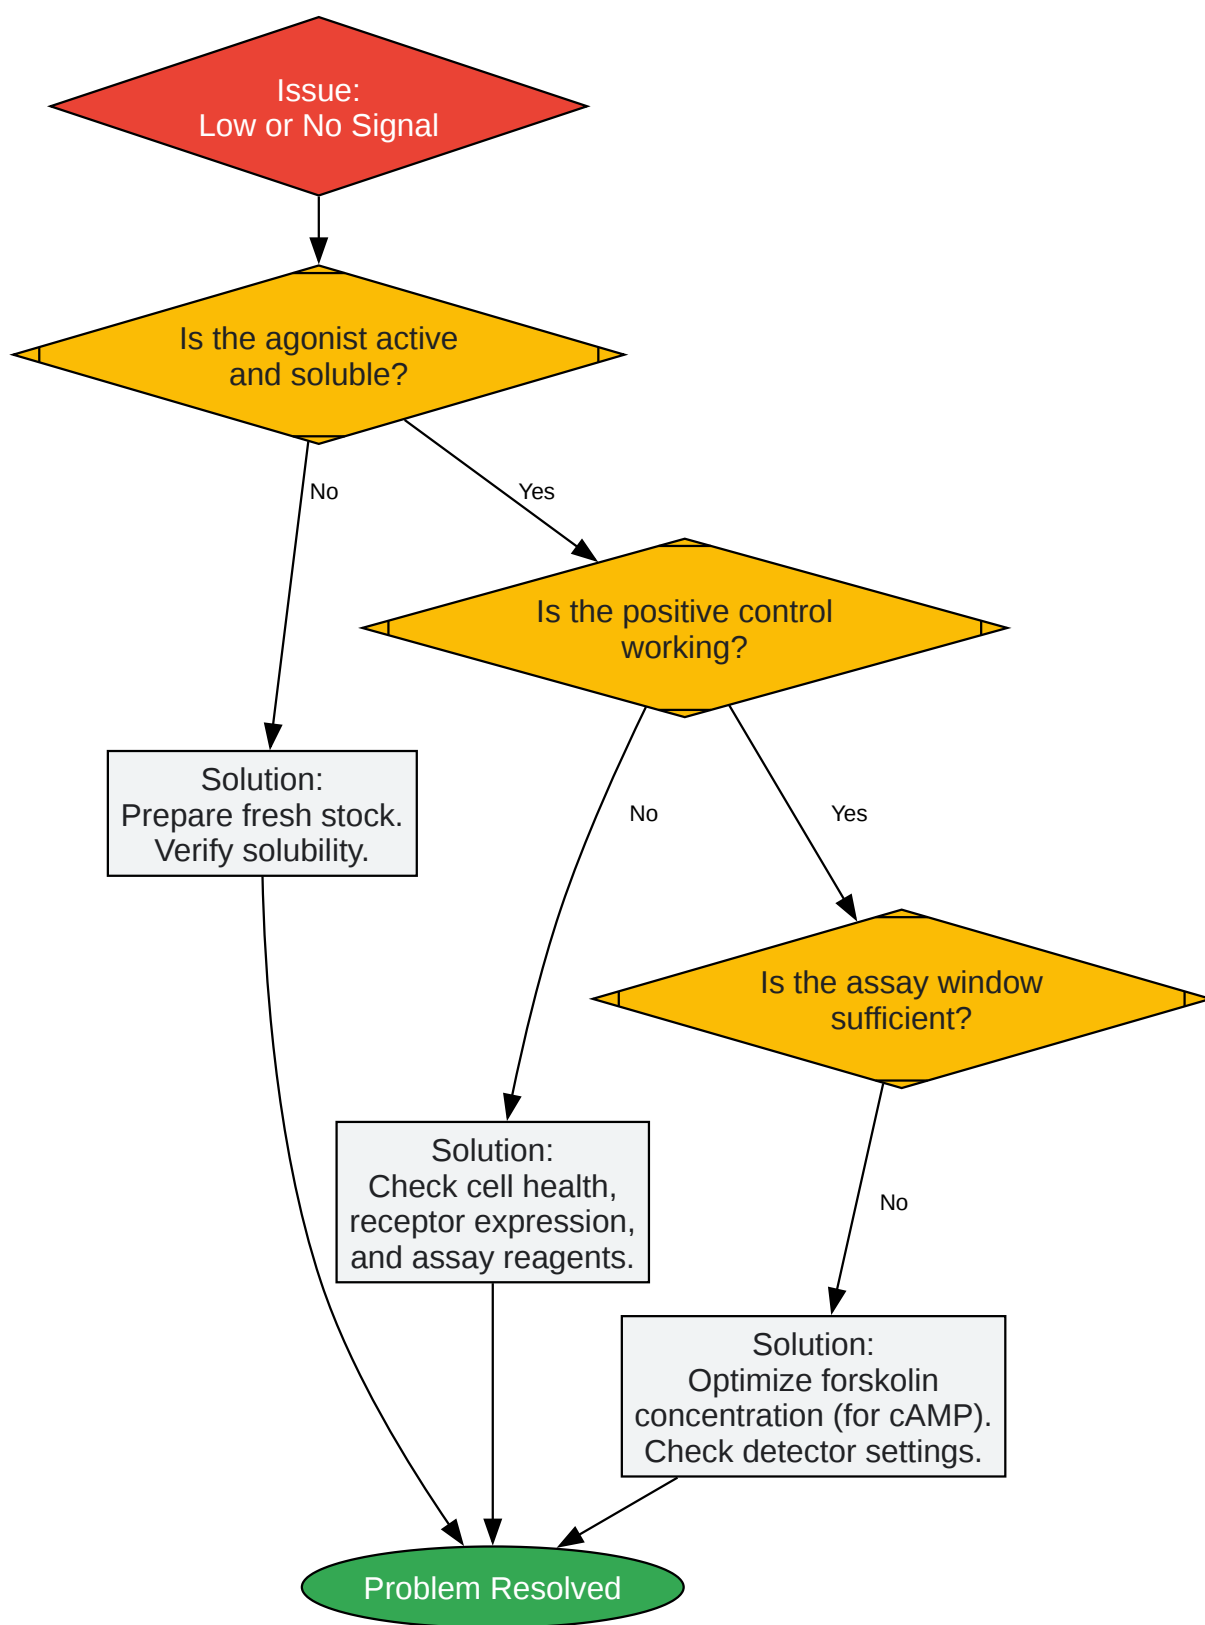 Issue:
Low or No Signal
Is the agonist active
and soluble?
No
Yes
Is the positive control
working?
Solution:
Prepare fresh stock.
Verify solubility.
No
Yes
Is the assay window
sufficient?
Solution:
Check cell health,
receptor expression,
and assay reagents.
No
Solution:
Optimize forskolin
concentration (for cAMP).
Check detector settings.
Problem Resolved